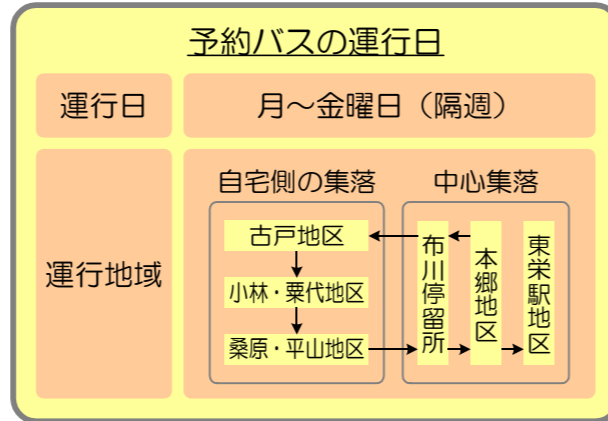 予約バスの運行日
運行日
月～金曜日（隔週）
運行地域
自宅側の集落
中心集落
古戸地区
小林・粟代地区
桑原・平山地区
布川停留所
本郷地区
東栄駅地区